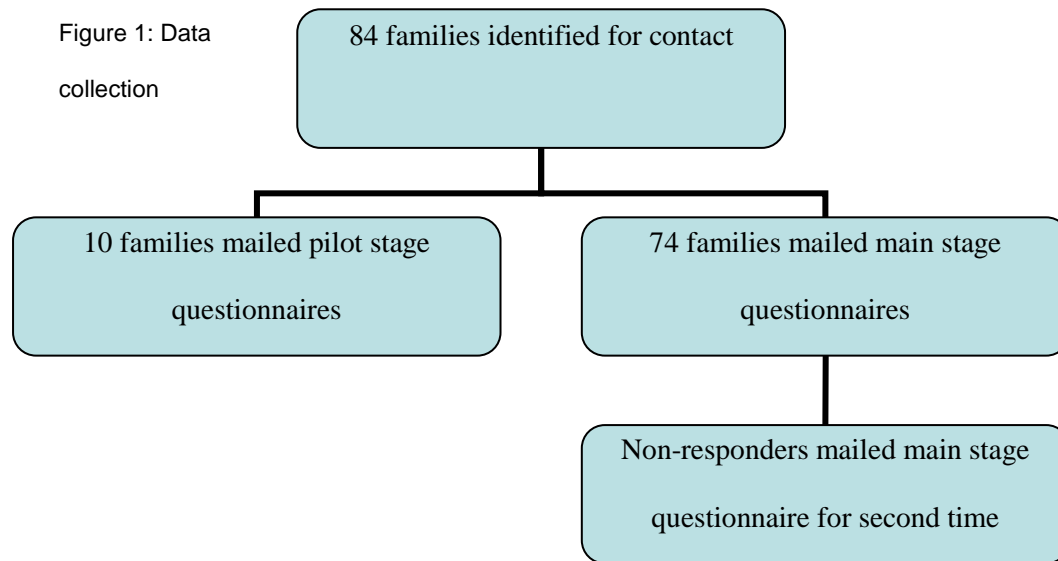 Figure 1: Data
collection
84 families identified for contact
10 families mailed pilot stage
questionnaires
74 families mailed main stage
questionnaires
Non-responders mailed main stage
questionnaire for second time